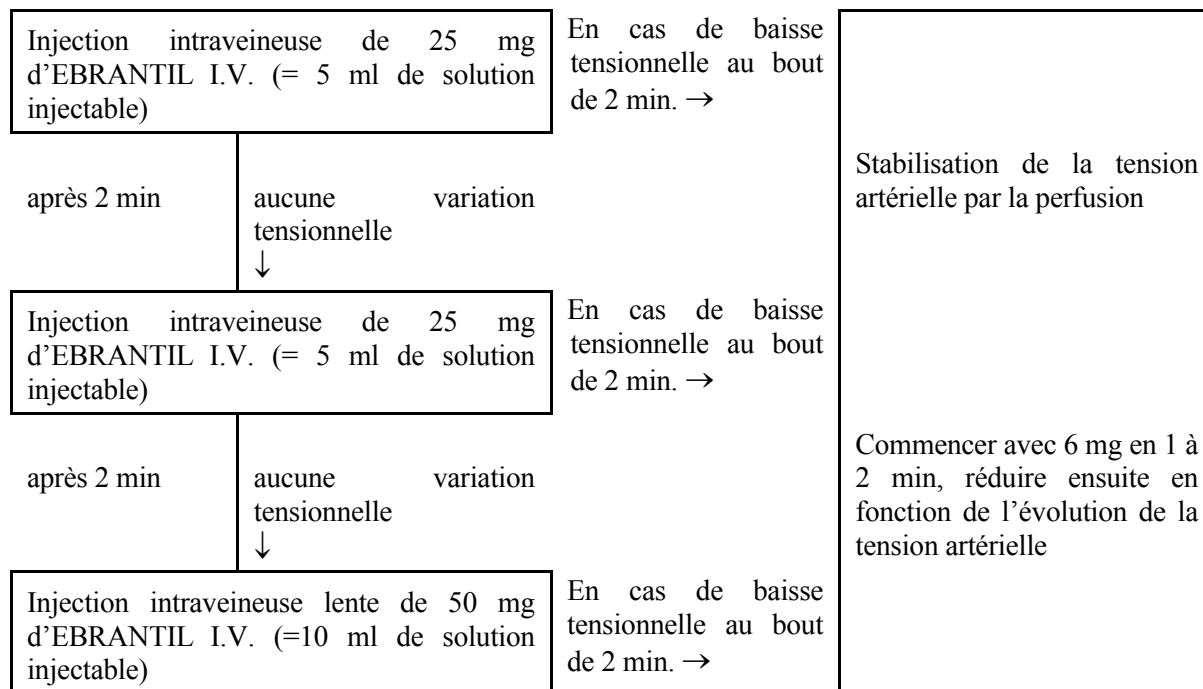 Injection intraveineuse de 25 mg
d’EBRANTIL I.V. (= 5 ml de solution
injectable)
En cas de baisse
tensionnelle au bout
de 2 min. →
Stabilisation de la tension
artérielle par la perfusion
après 2 min
aucune variation
tensionnelle
↓
Injection intraveineuse de 25 mg
d’EBRANTIL I.V. (= 5 ml de solution
injectable)
En cas de baisse
tensionnelle au bout
de 2 min. →
Commencer avec 6 mg en 1 à
2 min, réduire ensuite en
fonction de l’évolution de la
tension artérielle
après 2 min
aucune variation
tensionnelle
↓
Injection intraveineuse lente de 50 mg
d’EBRANTIL I.V. (=10 ml de solution
injectable)
En cas de baisse
tensionnelle au bout
de 2 min. →